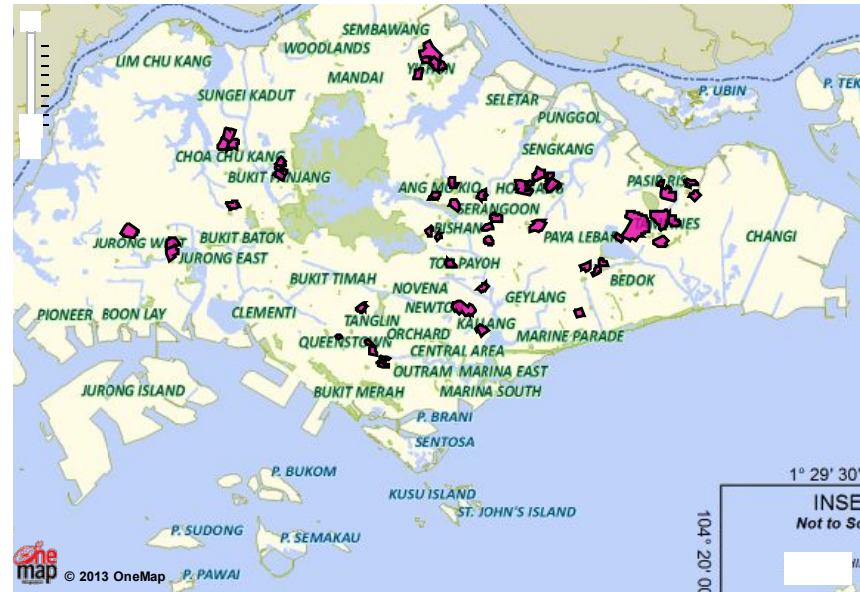 SEMBAWANG
WOODLANDS
LIM CHU KANG
YISHUN
MANDAI
P. UBIN
P. TEK
SUNGEI KADUT
SELETAR
PUNGGOL
SENGKANG
CHOA CHU KANG
BUKIT PANJANG
PASIR RIS
ANG MO KIO
HOUGANG
SERANGOON
TAMPINES
BISHAN
JURONG WEST
BUKIT BATOK
PAYA LEBAR
CHANGI
JURONG EAST
TOA PAYOH
BUKIT TIMAH
BEDOK
NOVENA
GEYLANG
NEWTON
PIONEER
BOON LAY
CLEMENTI
TANGLIN
KALLANG
ORCHARD
MARINE PARADE
QUEENSTOWN
CENTRAL AREA
OUTRAM
MARINA EAST
JURONG ISLAND
BUKIT MERAH
MARINA SOUTH
P. BRANI
SENTOSA
P. BUKOM
1° 29' 30
KUSU ISLAND
INSE
ST. JOHN'S ISLAND
Not to Sc
104° 20' 00
P. SUDONG
P. SEMAKAU
One
map
© 2013 OneMap
P. PAWAI